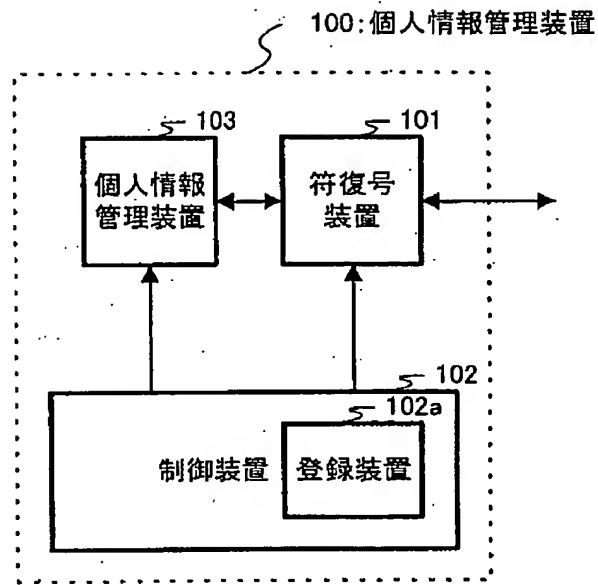 100:個人情報管理装置
103
101
個人情報
管理装置
符復号
装置
102
102a
制御装置
登録装置